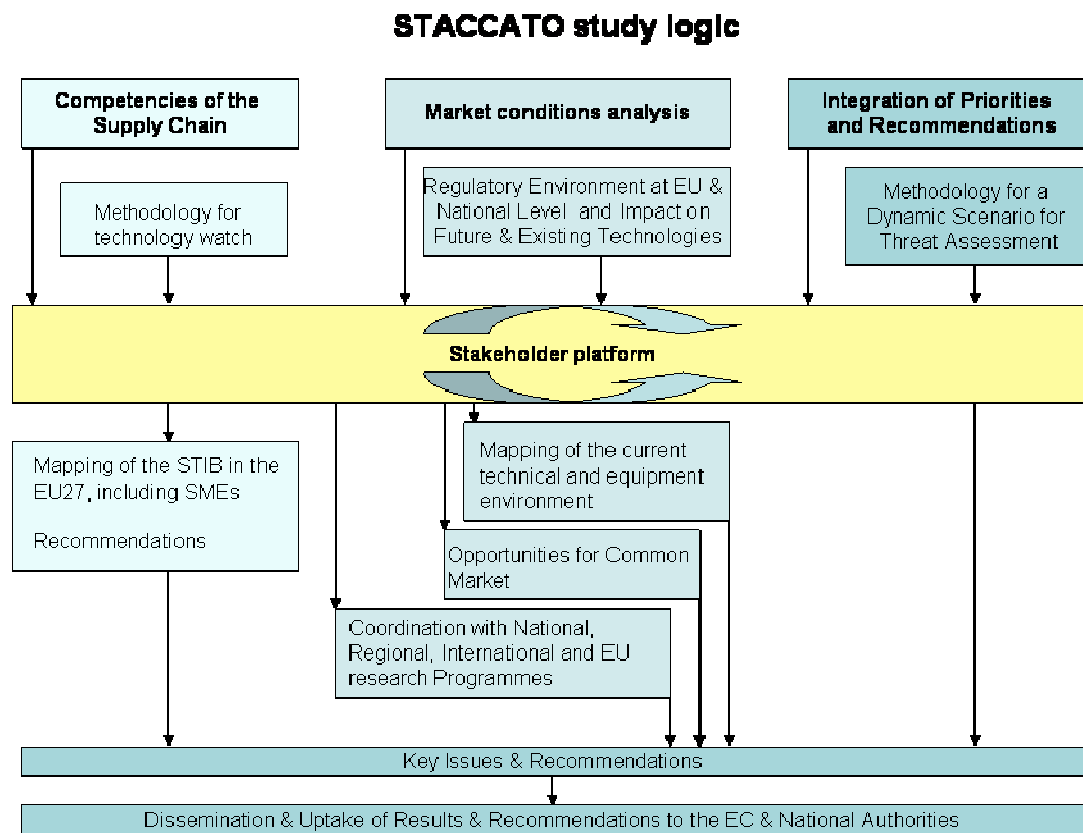 STACCATO study logic
Competencies of the
Supply Chain
Market conditions analysis
Integration of Priorities
and Recommendations
Methodology for
technology watch
Regulatory Environment at EU &
National Level and Impact on
Future & Existing Technologies
Methodology for a
Dynamic Scenario for
Threat Assessment
Stakeholder platform
Mapping of the STIB in the
EU27, including SMEs
Recommendations
Mapping of the current
technical and equipment
environment
Opportunities for Common
Market
Coordination with National,
Regional, International and EU
research Programmes
Key Issues & Recommendations
Dissemination & Uptake of Results & Recommendations to the EC & National Authorities